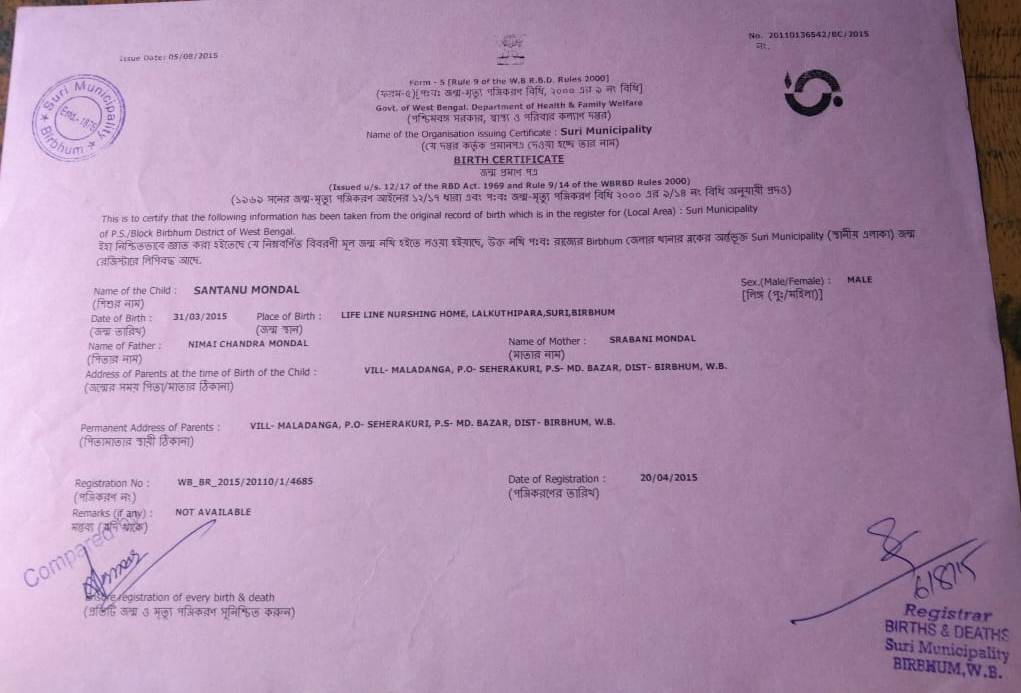 Issue Date: 05/08/2015
No. 20110136542/BC/2015
নং.
Suri Municipality
Estd.-1876
Birbhum
Form - 5 [Rule 9 of the W.B.R.B.D. Rules 2000]
(ফরম-৫)[পঃবঃ জন্ম-মৃত্যু পঞ্জিকরণ বিধি, ২০০০ এর ৯ নং বিধি]
Govt. of West Bengal. Department of Health & Family Welfare
(পশ্চিমবঙ্গ সরকার, স্বাস্থ্য ও পরিবার কল্যাণ দপ্তর)
Name of the Organisation issuing Certificate : Suri Municipality
(যে দপ্তর কর্তৃক প্রমানপত্র দেওয়া হচ্ছে তার নাম)
BIRTH CERTIFICATE
জন্ম প্রমাণ পত্র
(Issued u/s. 12/17 of the RBD Act. 1969 and Rule 9/14 of the WBRBD Rules 2000)
(১৯৬৯ সনের জন্ম-মৃত্যু পঞ্জিকরণ আইনের ১২/১৭ ধারা এবং পঃবঃ জন্ম-মৃত্যু পঞ্জিকরণ বিধি ২০০০ এর ৯/১৪ নং বিধি অনুযায়ী প্রদও)
This is to certify that the following information has been taken from the original record of birth which is in the register for (Local Area) : Suri Municipality
of P.S./Block Birbhum District of West Bengal.
ইহা নিশ্চিতভাবে জ্ঞাত করা হইতেছে যে নিম্নবর্ণিত বিবরণী মূল জন্ম নথি হইতে লওয়া হইয়াছে, উক্ত নথি পঃবঃ রাজ্যের Birbhum জেলার থানার ব্লকের অর্ন্তভূক্ত Suri Municipality (স্থানীয় এলাকা) জন্ম
রেজিস্টারে লিপিবদ্ধ আছে.
Name of the Child : SANTANU MONDAL Sex.(Male/Female) : MALE
(শিশুর নাম) [লিঙ্গ (পুঃ/মহিলা)]
Date of Birth : 31/03/2015 Place of Birth : LIFE LINE NURSHING HOME, LALKUTHIPARA,SURI,BIRBHUM
(জন্ম তারিখ) (জন্ম স্থান)
Name of Father : NIMAI CHANDRA MONDAL Name of Mother : SRABANI MONDAL
(পিতার নাম) (মাতার নাম)
Address of Parents at the time of Birth of the Child : VILL- MALADANGA, P.O- SEHERAKURI, P.S- MD. BAZAR, DIST- BIRBHUM, W.B.
(জন্মের সময় পিতা/মাতার ঠিকানা)
Permanent Address of Parents : VILL- MALADANGA, P.O- SEHERAKURI, P.S- MD. BAZAR, DIST- BIRBHUM, W.B.
(পিতামাতার স্থায়ী ঠিকানা)
Registration No : WB_BR_2015/20110/1/4685 Date of Registration : 20/04/2015
(পঞ্জিকরণ নং) (পঞ্জিকরণের তারিখ)
Remarks (if any) : NOT AVAILABLE
মন্তব্য (যদি থাকে)
Compared
Ensure registration of every birth & death
(প্রতিটি জন্ম ও মৃত্যু পঞ্জিকরণ সুনিশ্চিত করুন)
6/8/15
Registrar
BIRTHS & DEATHS
Suri Municipality
BIRBHUM,W.B.